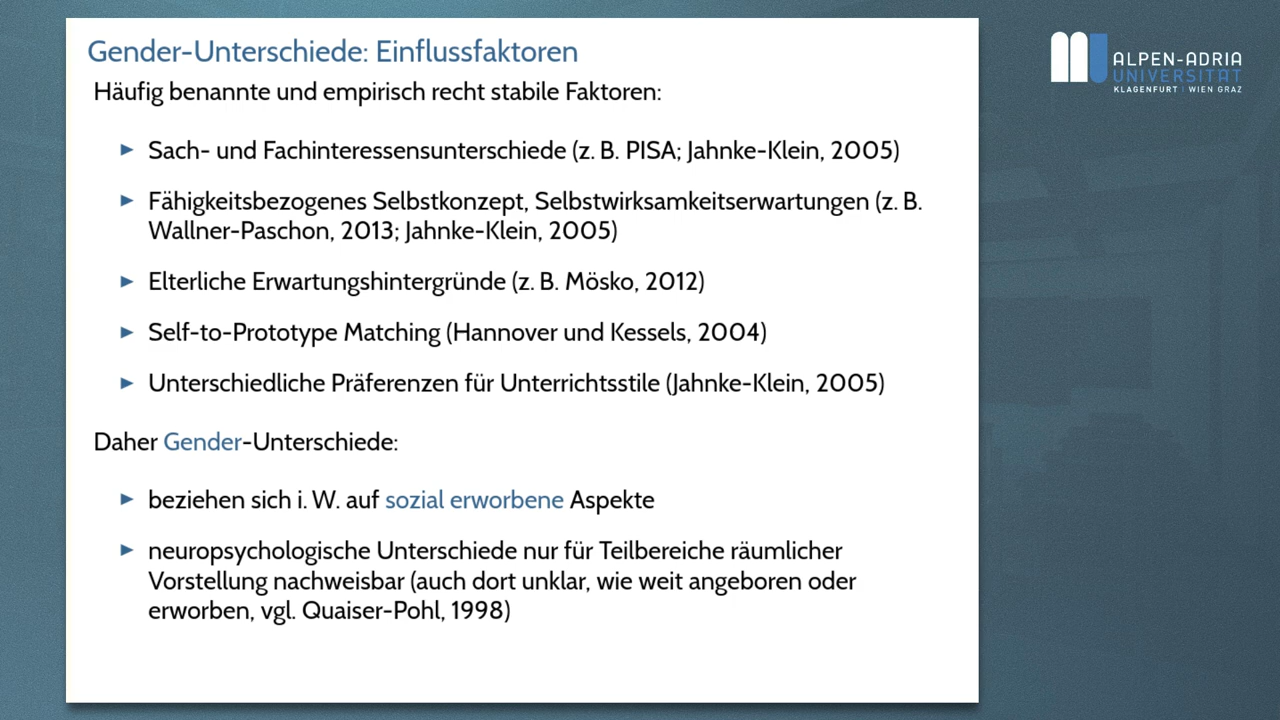 Gender-Unterschiede: Einflussfaktoren
Häufig benannte und empirisch recht stabile Faktoren:
► Sach- und Fachinteressensunterschiede (z. B. PISA; Jahnke-Klein, 2005)
► Fähigkeitsbezogenes Selbstkonzept, Selbstwirksamkeitserwartungen (z. B.
Wallner-Paschon, 2013; Jahnke-Klein, 2005)
► Elterliche Erwartungshintergründe (z. B. Mösko, 2012)
► Self-to-Prototype Matching (Hannover und Kessels, 2004)
► Unterschiedliche Präferenzen für Unterrichtsstile (Jahnke-Klein, 2005)
Daher Gender-Unterschiede:
► beziehen sich i. W. auf sozial erworbene Aspekte
► neuropsychologische Unterschiede nur für Teilbereiche räumlicher
Vorstellung nachweisbar (auch dort unklar, wie weit angeboren oder
erworben, vgl. Quaiser-Pohl, 1998)
ALPEN-ADRIA
UNIVERSITÄT
KLAGENFURT | WIEN GRAZ